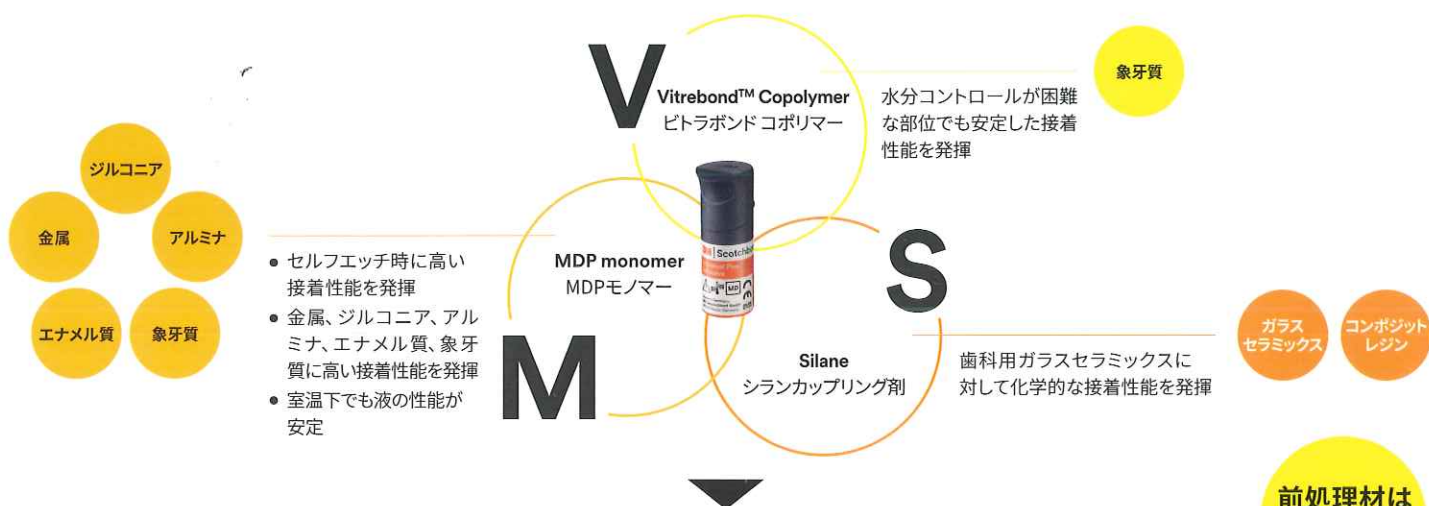 V
Vitrebond™ Copolymer
ビトラボンド コポリマー
水分コントロールが困難
な部位でも安定した接着
性能を発揮
象牙質
ジルコニア
金属
アルミナ
エナメル質
象牙質
● セルフエッチ時に高い
接着性能を発揮
● 金属、ジルコニア、アル
ミナ、エナメル質、象牙
質に高い接着性能を発揮
● 室温下でも液の性能が
安定
MDP monomer
MDPモノマー
M
Scotchbo
MD
CE
S
Silane
シランカップリング剤
歯科用ガラスセラミックスに
対して化学的な接着性能を発揮
ガラス
セラミックス
コンポジット
レジン
前処理材は